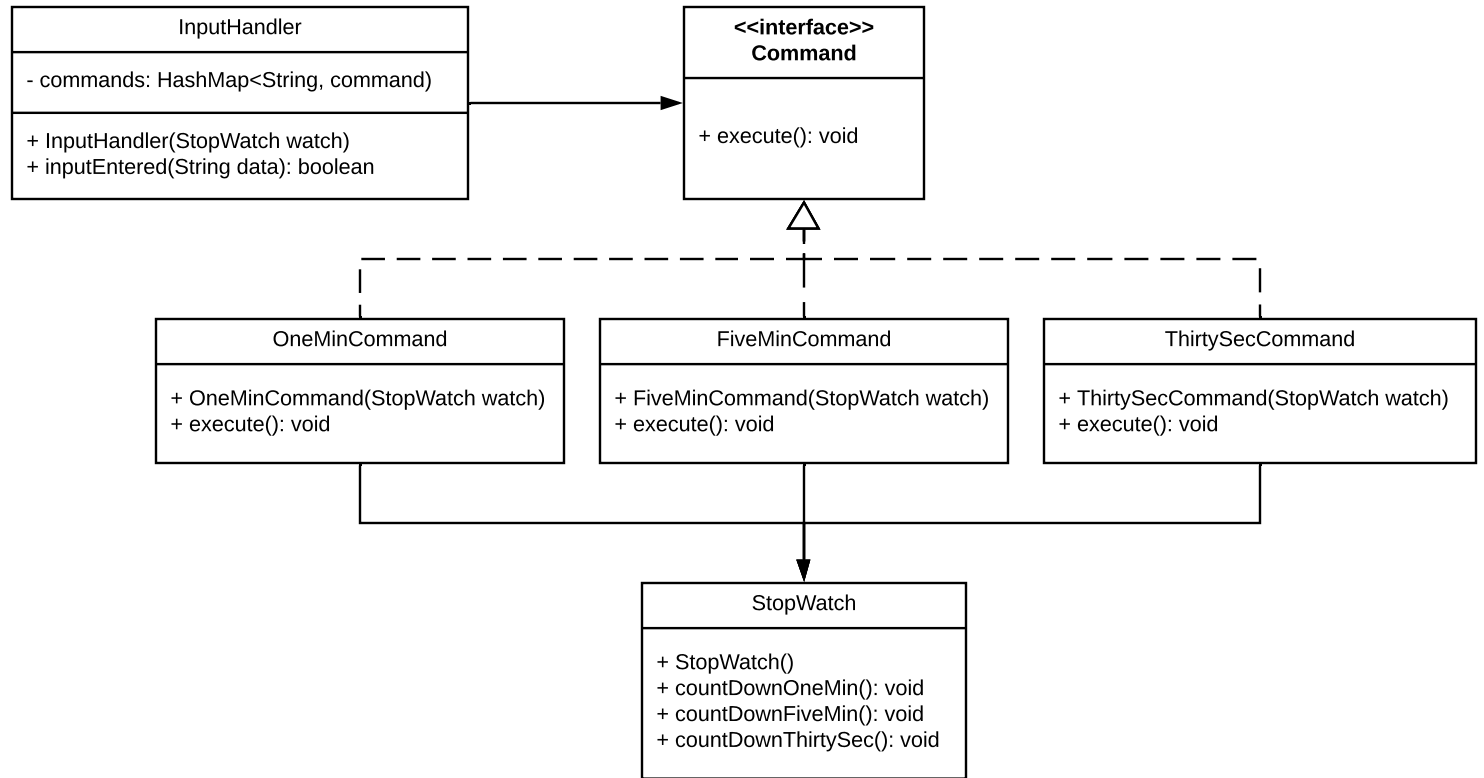 InputHandler
- commands: HashMap<String, command)
+ InputHandler(StopWatch watch)
+ inputEntered(String data): boolean
<<interface>>
Command
+ execute(): void
OneMinCommand
+ OneMinCommand(StopWatch watch)
+ execute(): void
FiveMinCommand
+ FiveMinCommand(StopWatch watch)
+ execute(): void
ThirtySecCommand
+ ThirtySecCommand(StopWatch watch)
+ execute(): void
StopWatch
+ StopWatch()
+ countDownOneMin(): void
+ countDownFiveMin(): void
+ countDownThirtySec(): void